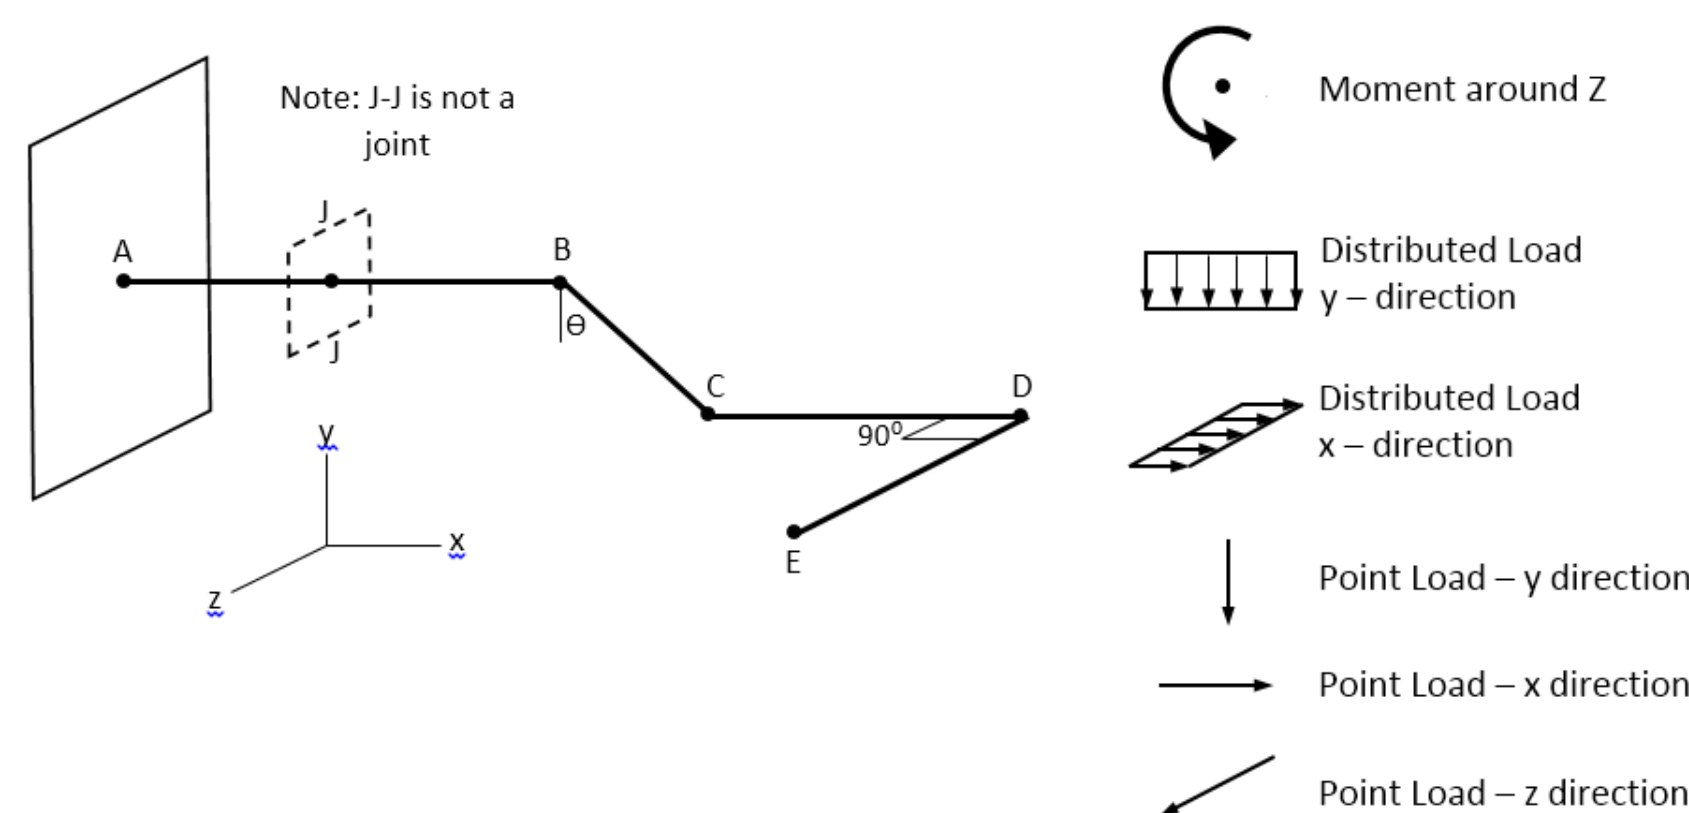 Note: J-J is not a
joint
A
J
J
B
Θ
C
D
90⁰
E
y
x
z
Moment around Z
Distributed Load
y – direction
Distributed Load
x – direction
Point Load – y direction
Point Load – x direction
Point Load – z direction